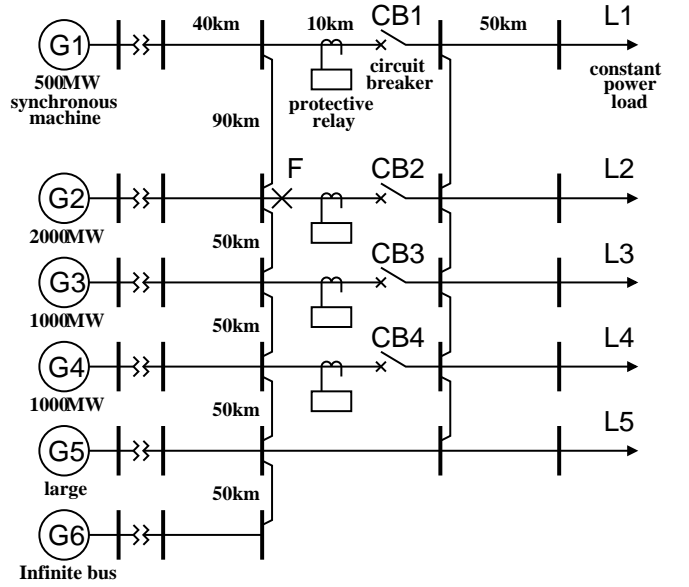 G1
40km
10km
CB1
50km
L1
500MW
synchronous
machine
protective
relay
circuit
breaker
constant
power
load
90km
G2
F
CB2
L2
2000MW
50km
G3
CB3
L3
1000MW
50km
G4
CB4
L4
1000MW
50km
G5
L5
large
50km
G6
Infinite bus